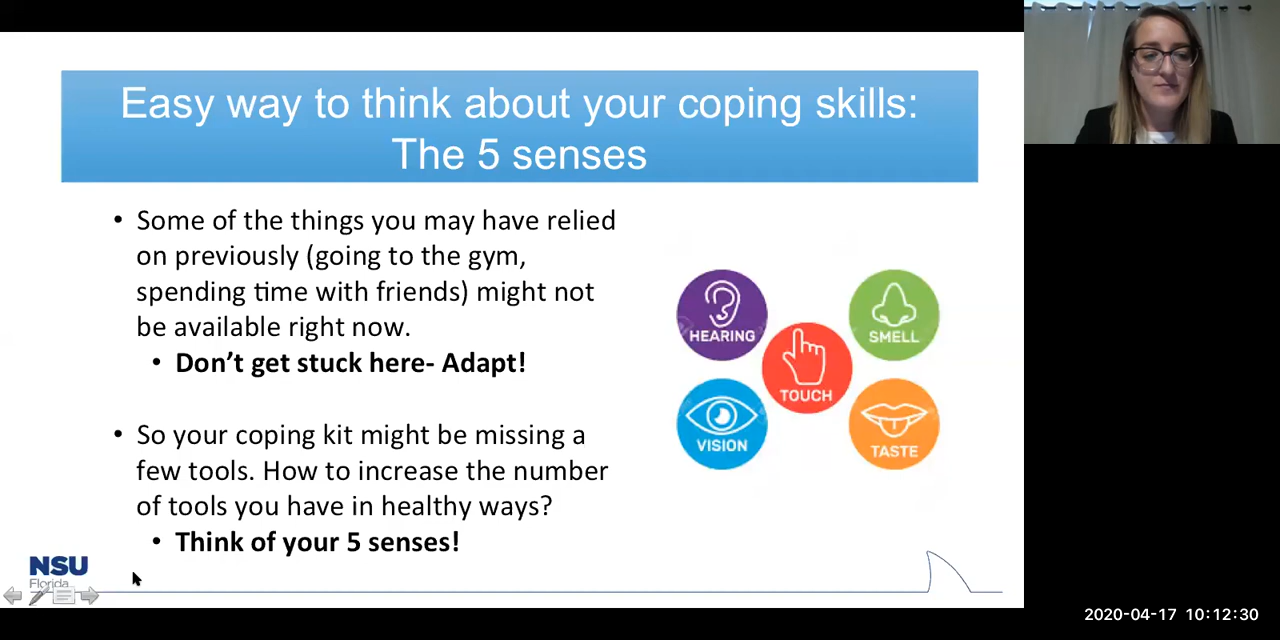 Easy way to think about your coping skills:
The 5 senses
• Some of the things you may have relied
on previously (going to the gym,
spending time with friends) might not
be available right now.
• Don’t get stuck here- Adapt!
• So your coping kit might be missing a
few tools. How to increase the number
of tools you have in healthy ways?
• Think of your 5 senses!
HEARING
SMELL
TOUCH
VISION
TASTE
NSU
Florida
2020-04-17 10:12:30